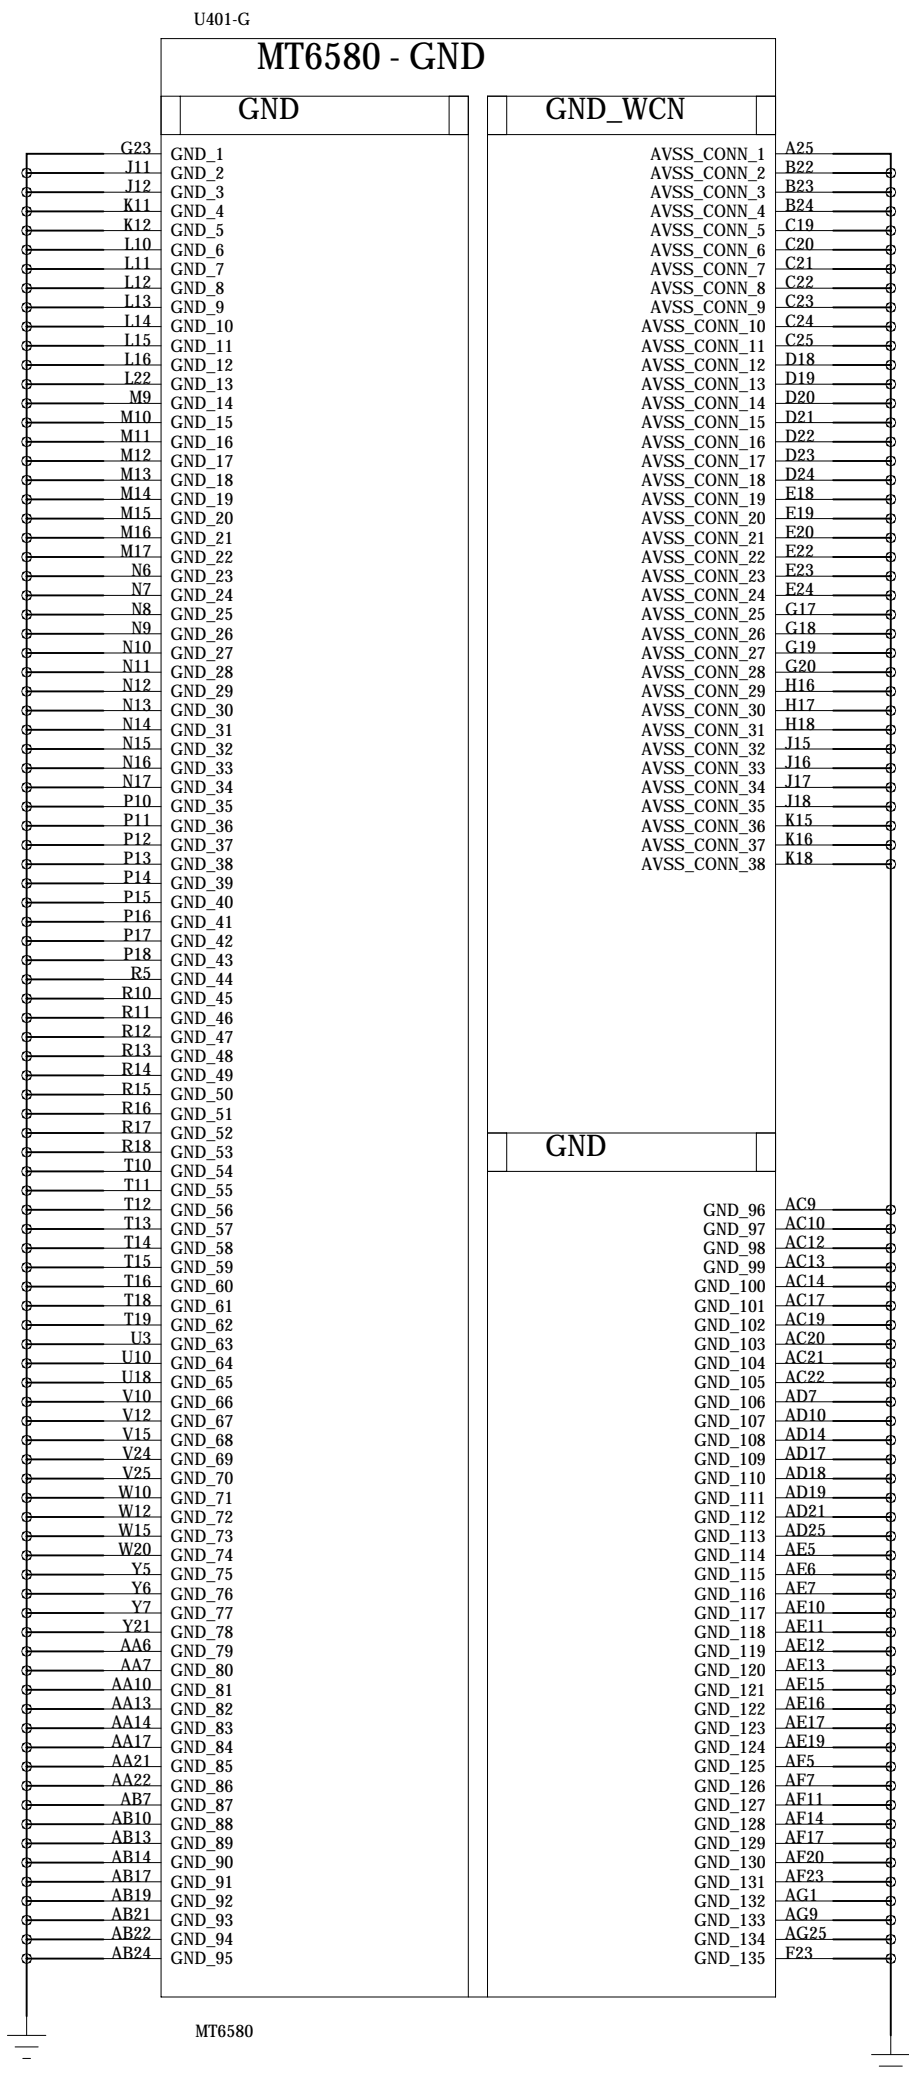 U401-G
MT6580 - GND
GND GND_WCN
G23 GND_1 AVSS_CONN_1 A25
J11 GND_2 AVSS_CONN_2 B22
J12 GND_3 AVSS_CONN_3 B23
K11 GND_4 AVSS_CONN_4 B24
K12 GND_5 AVSS_CONN_5 C19
L10 GND_6 AVSS_CONN_6 C20
L11 GND_7 AVSS_CONN_7 C21
L12 GND_8 AVSS_CONN_8 C22
L13 GND_9 AVSS_CONN_9 C23
L14 GND_10 AVSS_CONN_10 C24
L15 GND_11 AVSS_CONN_11 C25
L16 GND_12 AVSS_CONN_12 D18
L22 GND_13 AVSS_CONN_13 D19
M9 GND_14 AVSS_CONN_14 D20
M10 GND_15 AVSS_CONN_15 D21
M11 GND_16 AVSS_CONN_16 D22
M12 GND_17 AVSS_CONN_17 D23
M13 GND_18 AVSS_CONN_18 D24
M14 GND_19 AVSS_CONN_19 E18
M15 GND_20 AVSS_CONN_20 E19
M16 GND_21 AVSS_CONN_21 E20
M17 GND_22 AVSS_CONN_22 E22
N6 GND_23 AVSS_CONN_23 E23
N7 GND_24 AVSS_CONN_24 E24
N8 GND_25 AVSS_CONN_25 G17
N9 GND_26 AVSS_CONN_26 G18
N10 GND_27 AVSS_CONN_27 G19
N11 GND_28 AVSS_CONN_28 G20
N12 GND_29 AVSS_CONN_29 H16
N13 GND_30 AVSS_CONN_30 H17
N14 GND_31 AVSS_CONN_31 H18
N15 GND_32 AVSS_CONN_32 J15
N16 GND_33 AVSS_CONN_33 J16
N17 GND_34 AVSS_CONN_34 J17
P10 GND_35 AVSS_CONN_35 J18
P11 GND_36 AVSS_CONN_36 K15
P12 GND_37 AVSS_CONN_37 K16
P13 GND_38 AVSS_CONN_38 K18
P14 GND_39
P15 GND_40
P16 GND_41
P17 GND_42
P18 GND_43
R5 GND_44
R10 GND_45
R11 GND_46
R12 GND_47
R13 GND_48
R14 GND_49
R15 GND_50
R16 GND_51
R17 GND_52
R18 GND_53 GND
T10 GND_54
T11 GND_55
T12 GND_56 GND_96 AC9
T13 GND_57 GND_97 AC10
T14 GND_58 GND_98 AC12
T15 GND_59 GND_99 AC13
T16 GND_60 GND_100 AC14
T18 GND_61 GND_101 AC17
T19 GND_62 GND_102 AC19
U3 GND_63 GND_103 AC20
U10 GND_64 GND_104 AC21
U18 GND_65 GND_105 AC22
V10 GND_66 GND_106 AD7
V12 GND_67 GND_107 AD10
V15 GND_68 GND_108 AD14
V24 GND_69 GND_109 AD17
V25 GND_70 GND_110 AD18
W10 GND_71 GND_111 AD19
W12 GND_72 GND_112 AD21
W15 GND_73 GND_113 AD25
W20 GND_74 GND_114 AE5
Y5 GND_75 GND_115 AE6
Y6 GND_76 GND_116 AE7
Y7 GND_77 GND_117 AE10
Y21 GND_78 GND_118 AE11
AA6 GND_79 GND_119 AE12
AA7 GND_80 GND_120 AE13
AA10 GND_81 GND_121 AE15
AA13 GND_82 GND_122 AE16
AA14 GND_83 GND_123 AE17
AA17 GND_84 GND_124 AE19
AA21 GND_85 GND_125 AF5
AA22 GND_86 GND_126 AF7
AB7 GND_87 GND_127 AF11
AB10 GND_88 GND_128 AF14
AB13 GND_89 GND_129 AF17
AB14 GND_90 GND_130 AF20
AB17 GND_91 GND_131 AF23
AB19 GND_92 GND_132 AG1
AB21 GND_93 GND_133 AG9
AB22 GND_94 GND_134 AG25
AB24 GND_95 GND_135 F23
MT6580